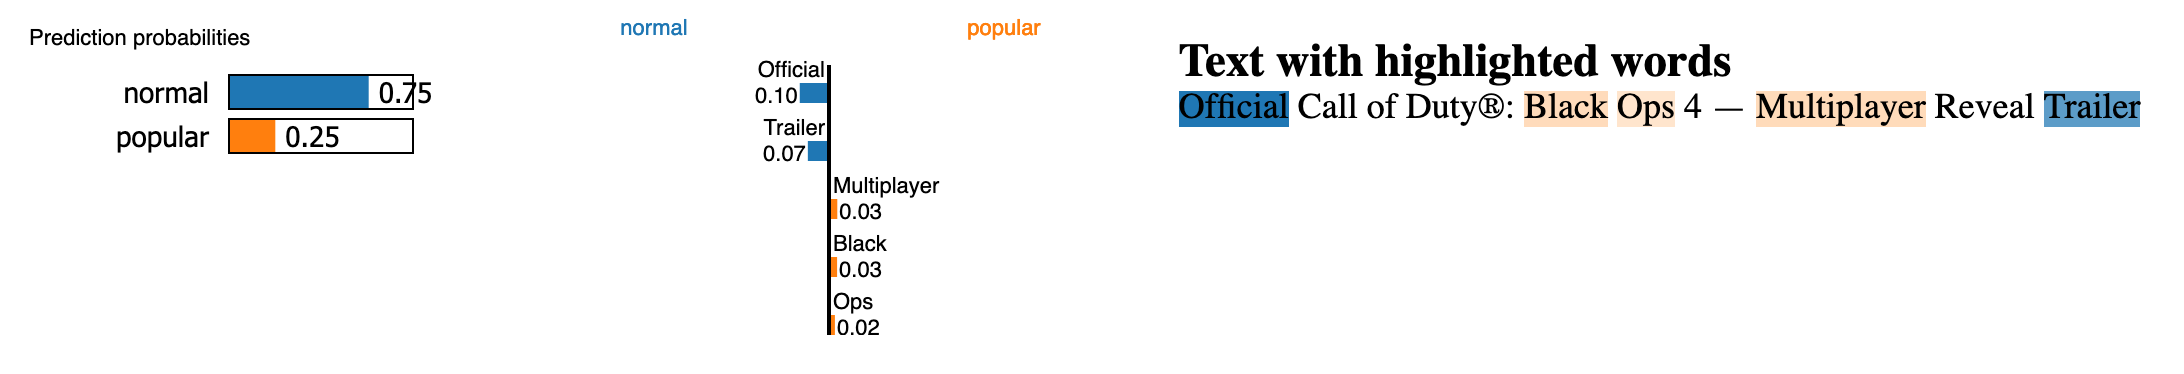 Prediction probabilities
normal 0.75
popular 0.25
normal popular
Official
0.10
Trailer
0.07
Multiplayer
0.03
Black
0.03
Ops
0.02
Text with highlighted words
Official Call of Duty®: Black Ops 4 — Multiplayer Reveal Trailer